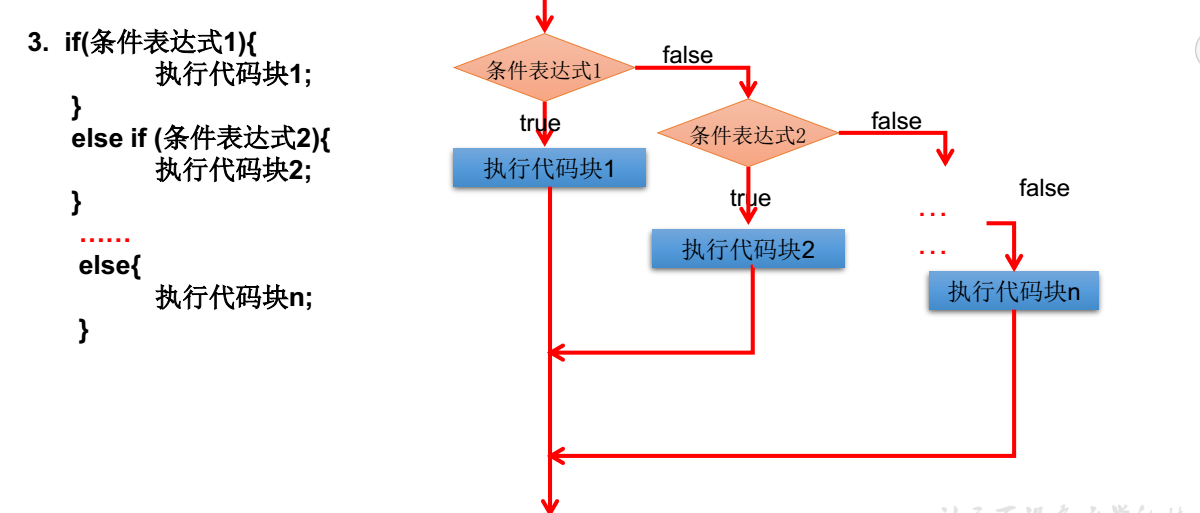 3. if(条件表达式1){
执行代码块1;
}
else if (条件表达式2){
执行代码块2;
}
……
else{
执行代码块n;
}
条件表达式1
false
true
执行代码块1
条件表达式2
false
true
执行代码块2
false
...
...
执行代码块n